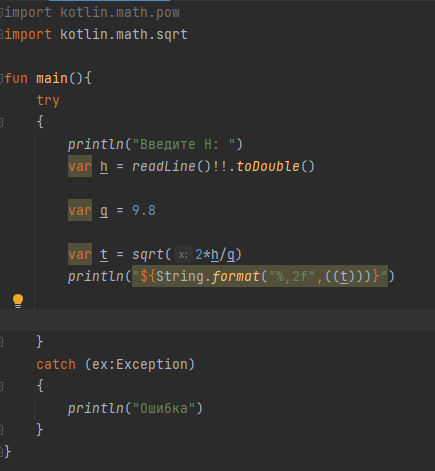 import kotlin.math.pow
import kotlin.math.sqrt
fun main(){
try
{
println("Введите H: ")
var h = readLine()!!.toDouble()
var g = 9.8
var t = sqrt( x: 2*h/g)
println("${String.format("%,2f",((t)))}")
}
catch (ex:Exception)
{
println("Ошибка")
}
}